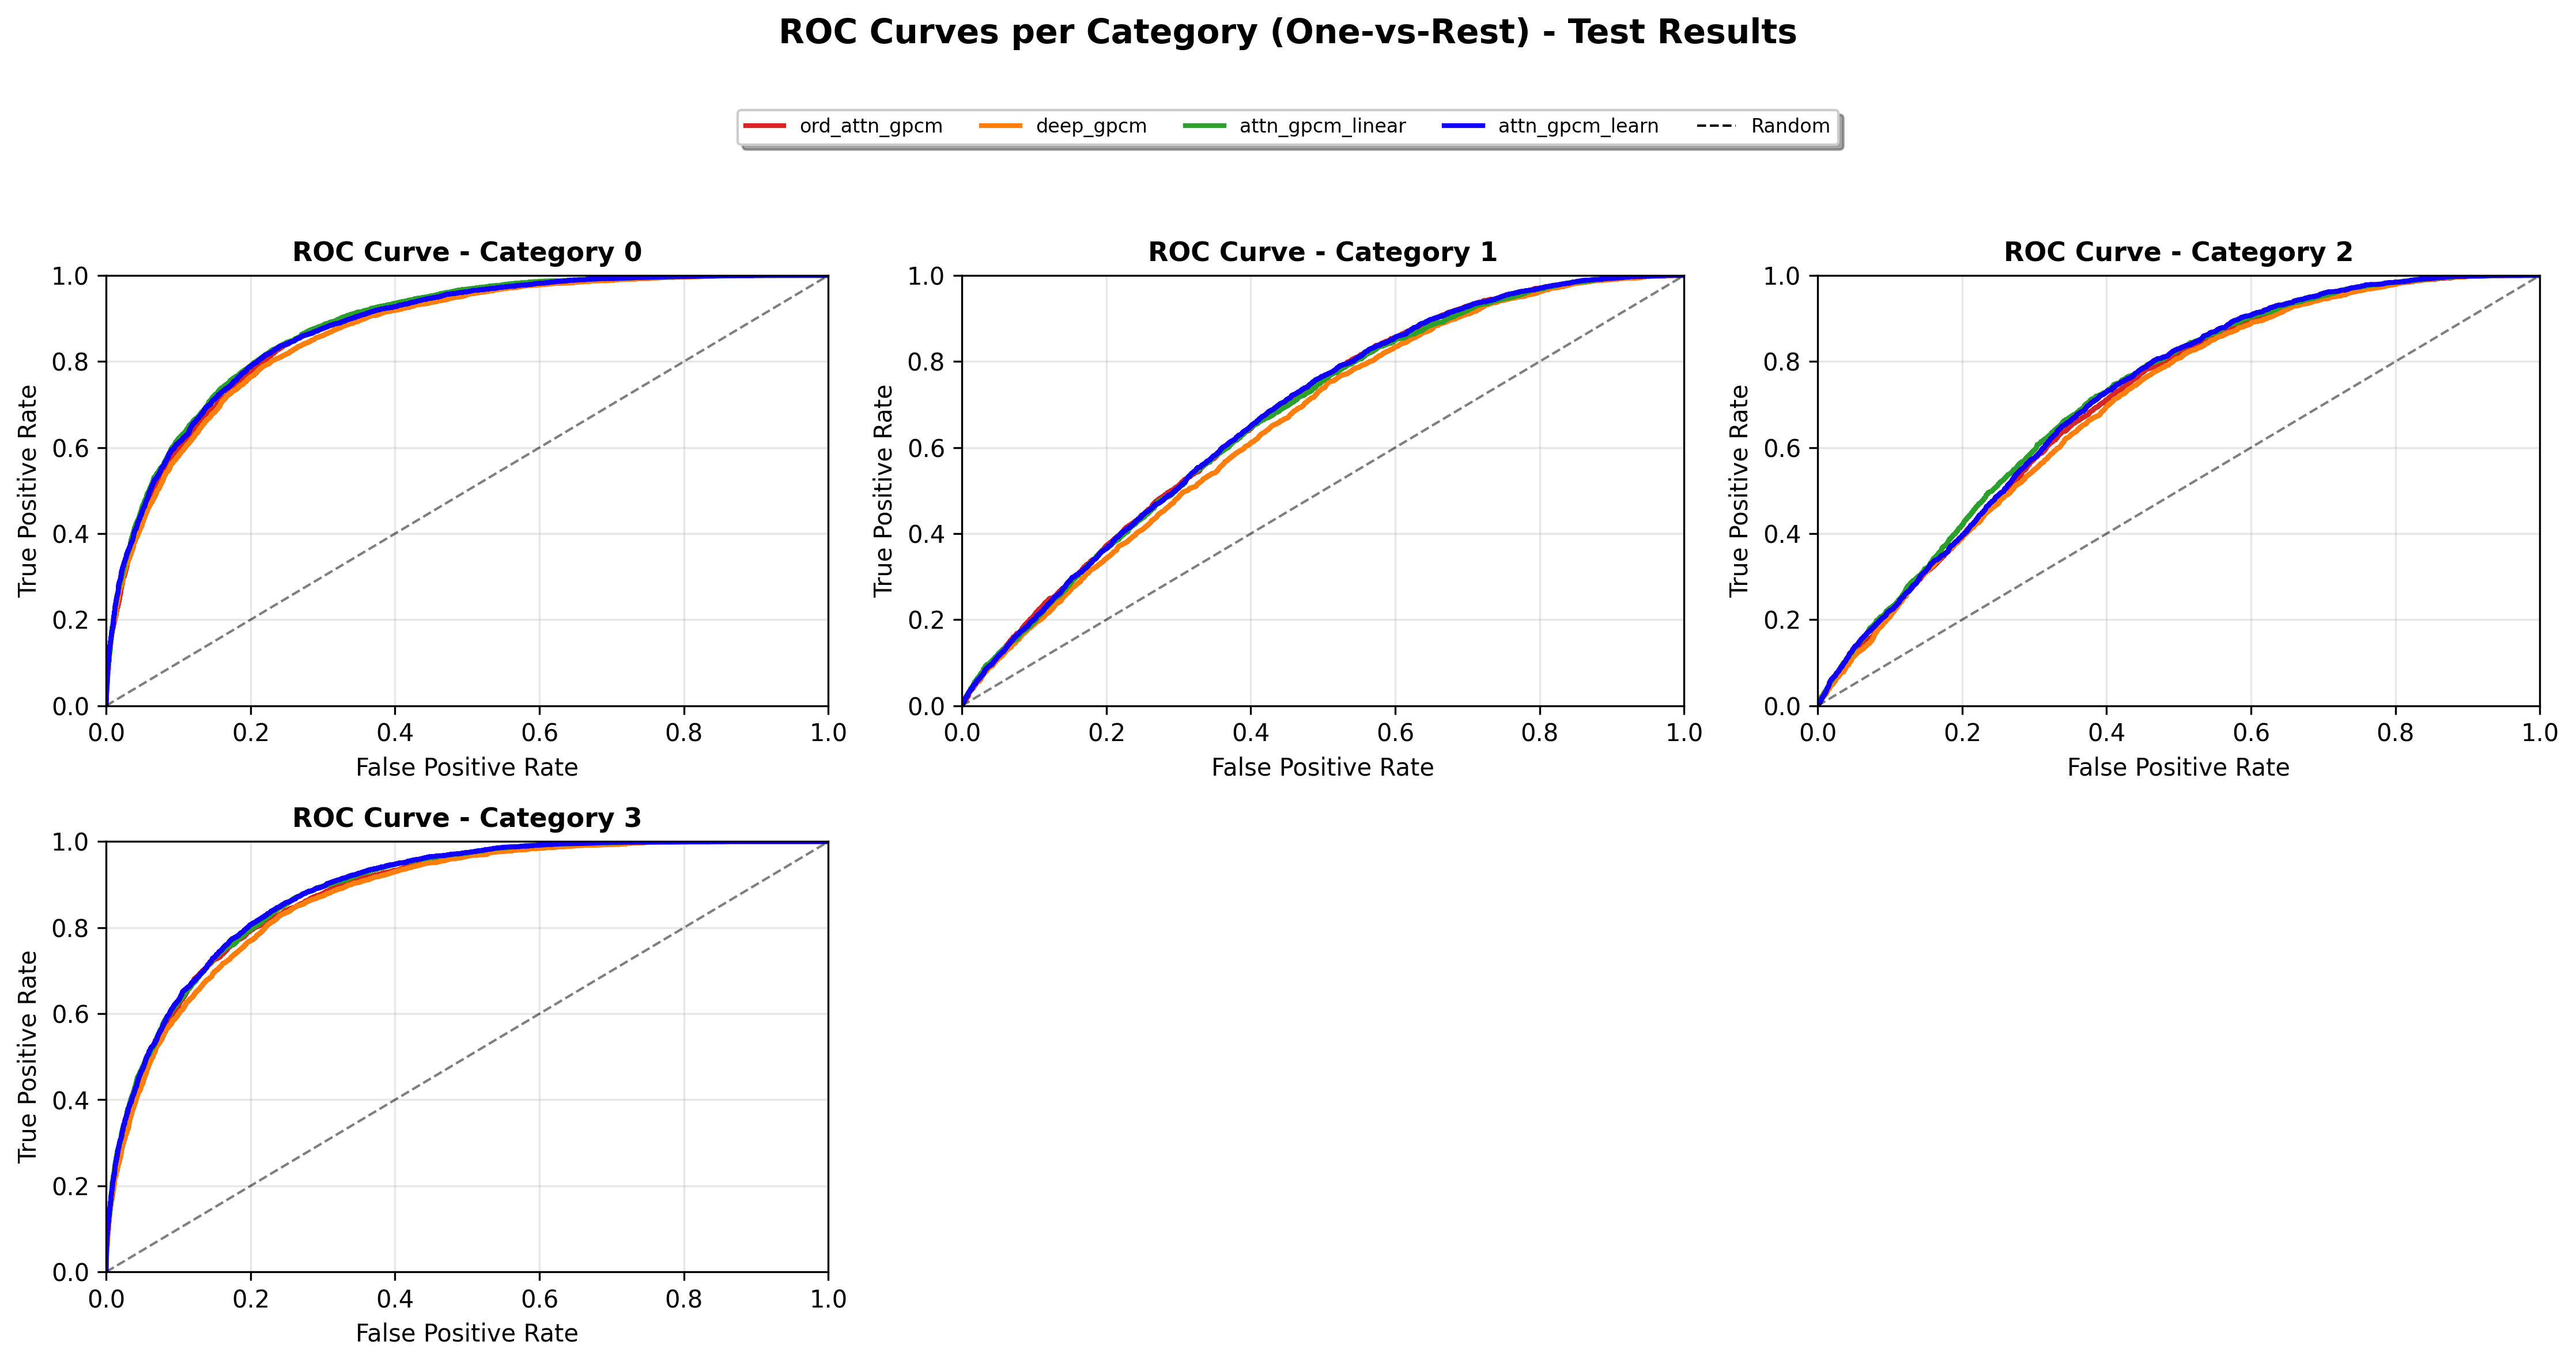 ROC Curves per Category (One-vs-Rest) - Test Results
ord_attn_gpcm deep_gpcm attn_gpcm_linear attn_gpcm_learn Random
ROC Curve - Category 0
1.0
0.8
0.6
0.4
0.2
0.0
True Positive Rate
0.0 0.2 0.4 0.6 0.8 1.0
False Positive Rate
ROC Curve - Category 1
1.0
0.8
0.6
0.4
0.2
0.0
True Positive Rate
0.0 0.2 0.4 0.6 0.8 1.0
False Positive Rate
ROC Curve - Category 2
1.0
0.8
0.6
0.4
0.2
0.0
True Positive Rate
0.0 0.2 0.4 0.6 0.8 1.0
False Positive Rate
ROC Curve - Category 3
1.0
0.8
0.6
0.4
0.2
0.0
True Positive Rate
0.0 0.2 0.4 0.6 0.8 1.0
False Positive Rate